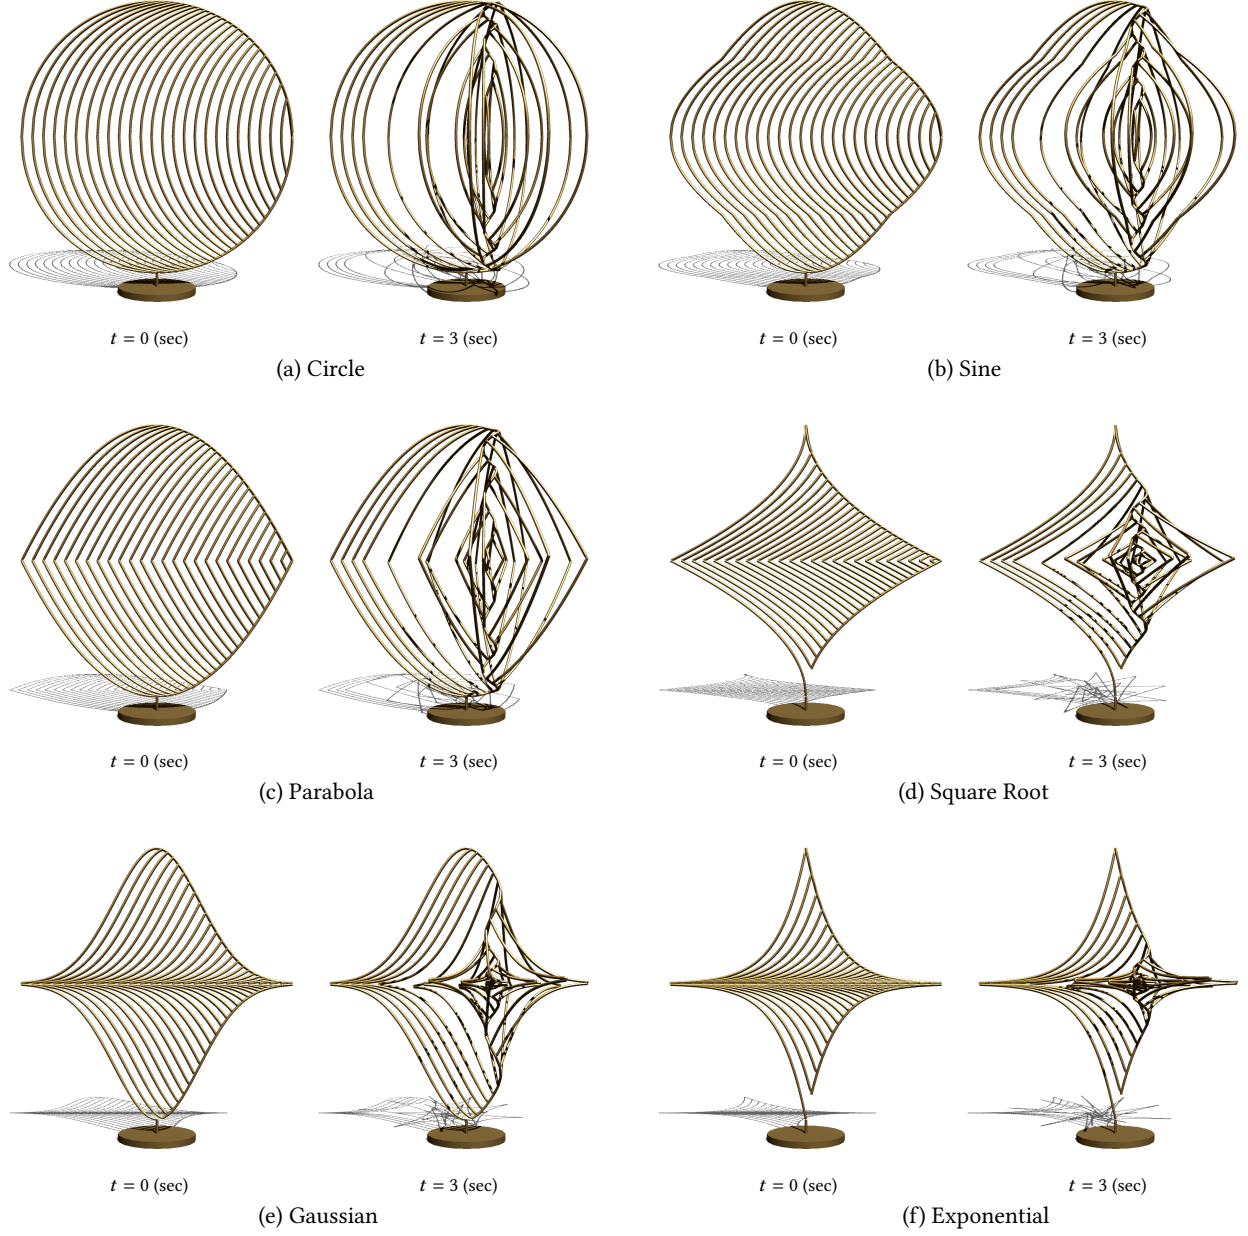 t = 0 (sec) t = 3 (sec) t = 0 (sec) t = 3 (sec)
(a) Circle (b) Sine
t = 0 (sec) t = 3 (sec) t = 0 (sec) t = 3 (sec)
(c) Parabola (d) Square Root
t = 0 (sec) t = 3 (sec) t = 0 (sec) t = 3 (sec)
(e) Gaussian (f) Exponential